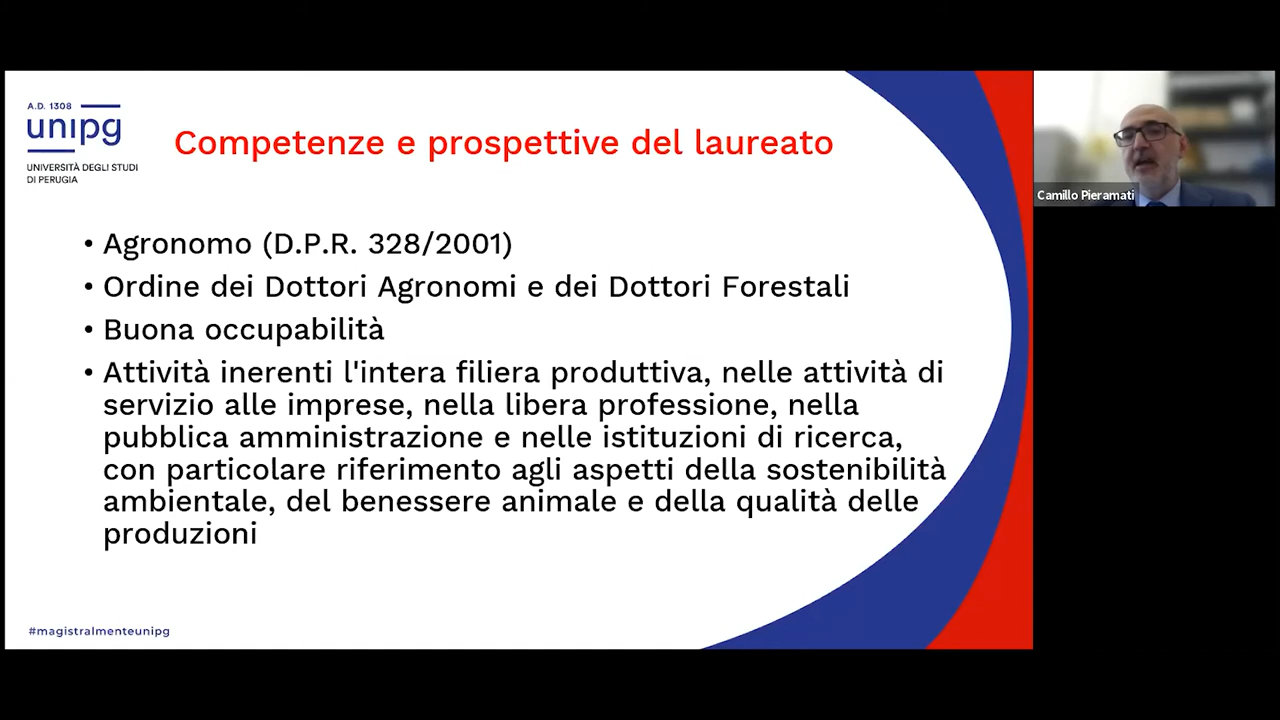 A.D. 1308
unipg
UNIVERSITÀ DEGLI STUDI
DI PERUGIA
Competenze e prospettive del laureato
• Agronomo (D.P.R. 328/2001)
• Ordine dei Dottori Agronomi e dei Dottori Forestali
• Buona occupabilità
• Attività inerenti l'intera filiera produttiva, nelle attività di
servizio alle imprese, nella libera professione, nella
pubblica amministrazione e nelle istituzioni di ricerca,
con particolare riferimento agli aspetti della sostenibilità
ambientale, del benessere animale e della qualità delle
produzioni
#magistralmenteunipg
Camillo Pieramati